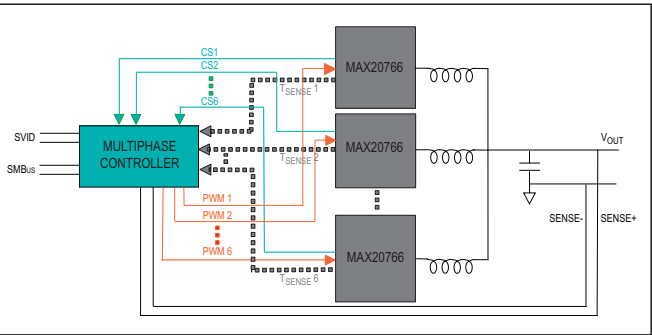 CS1
CS2
CS6
MAX20766
TSENSE 1
SVID
SMBUS
MULTIPHASE
CONTROLLER
MAX20766
TSENSE 2
VOUT
PWM 1
PWM 2
PWM 6
SENSE-
SENSE+
MAX20766
TSENSE 6